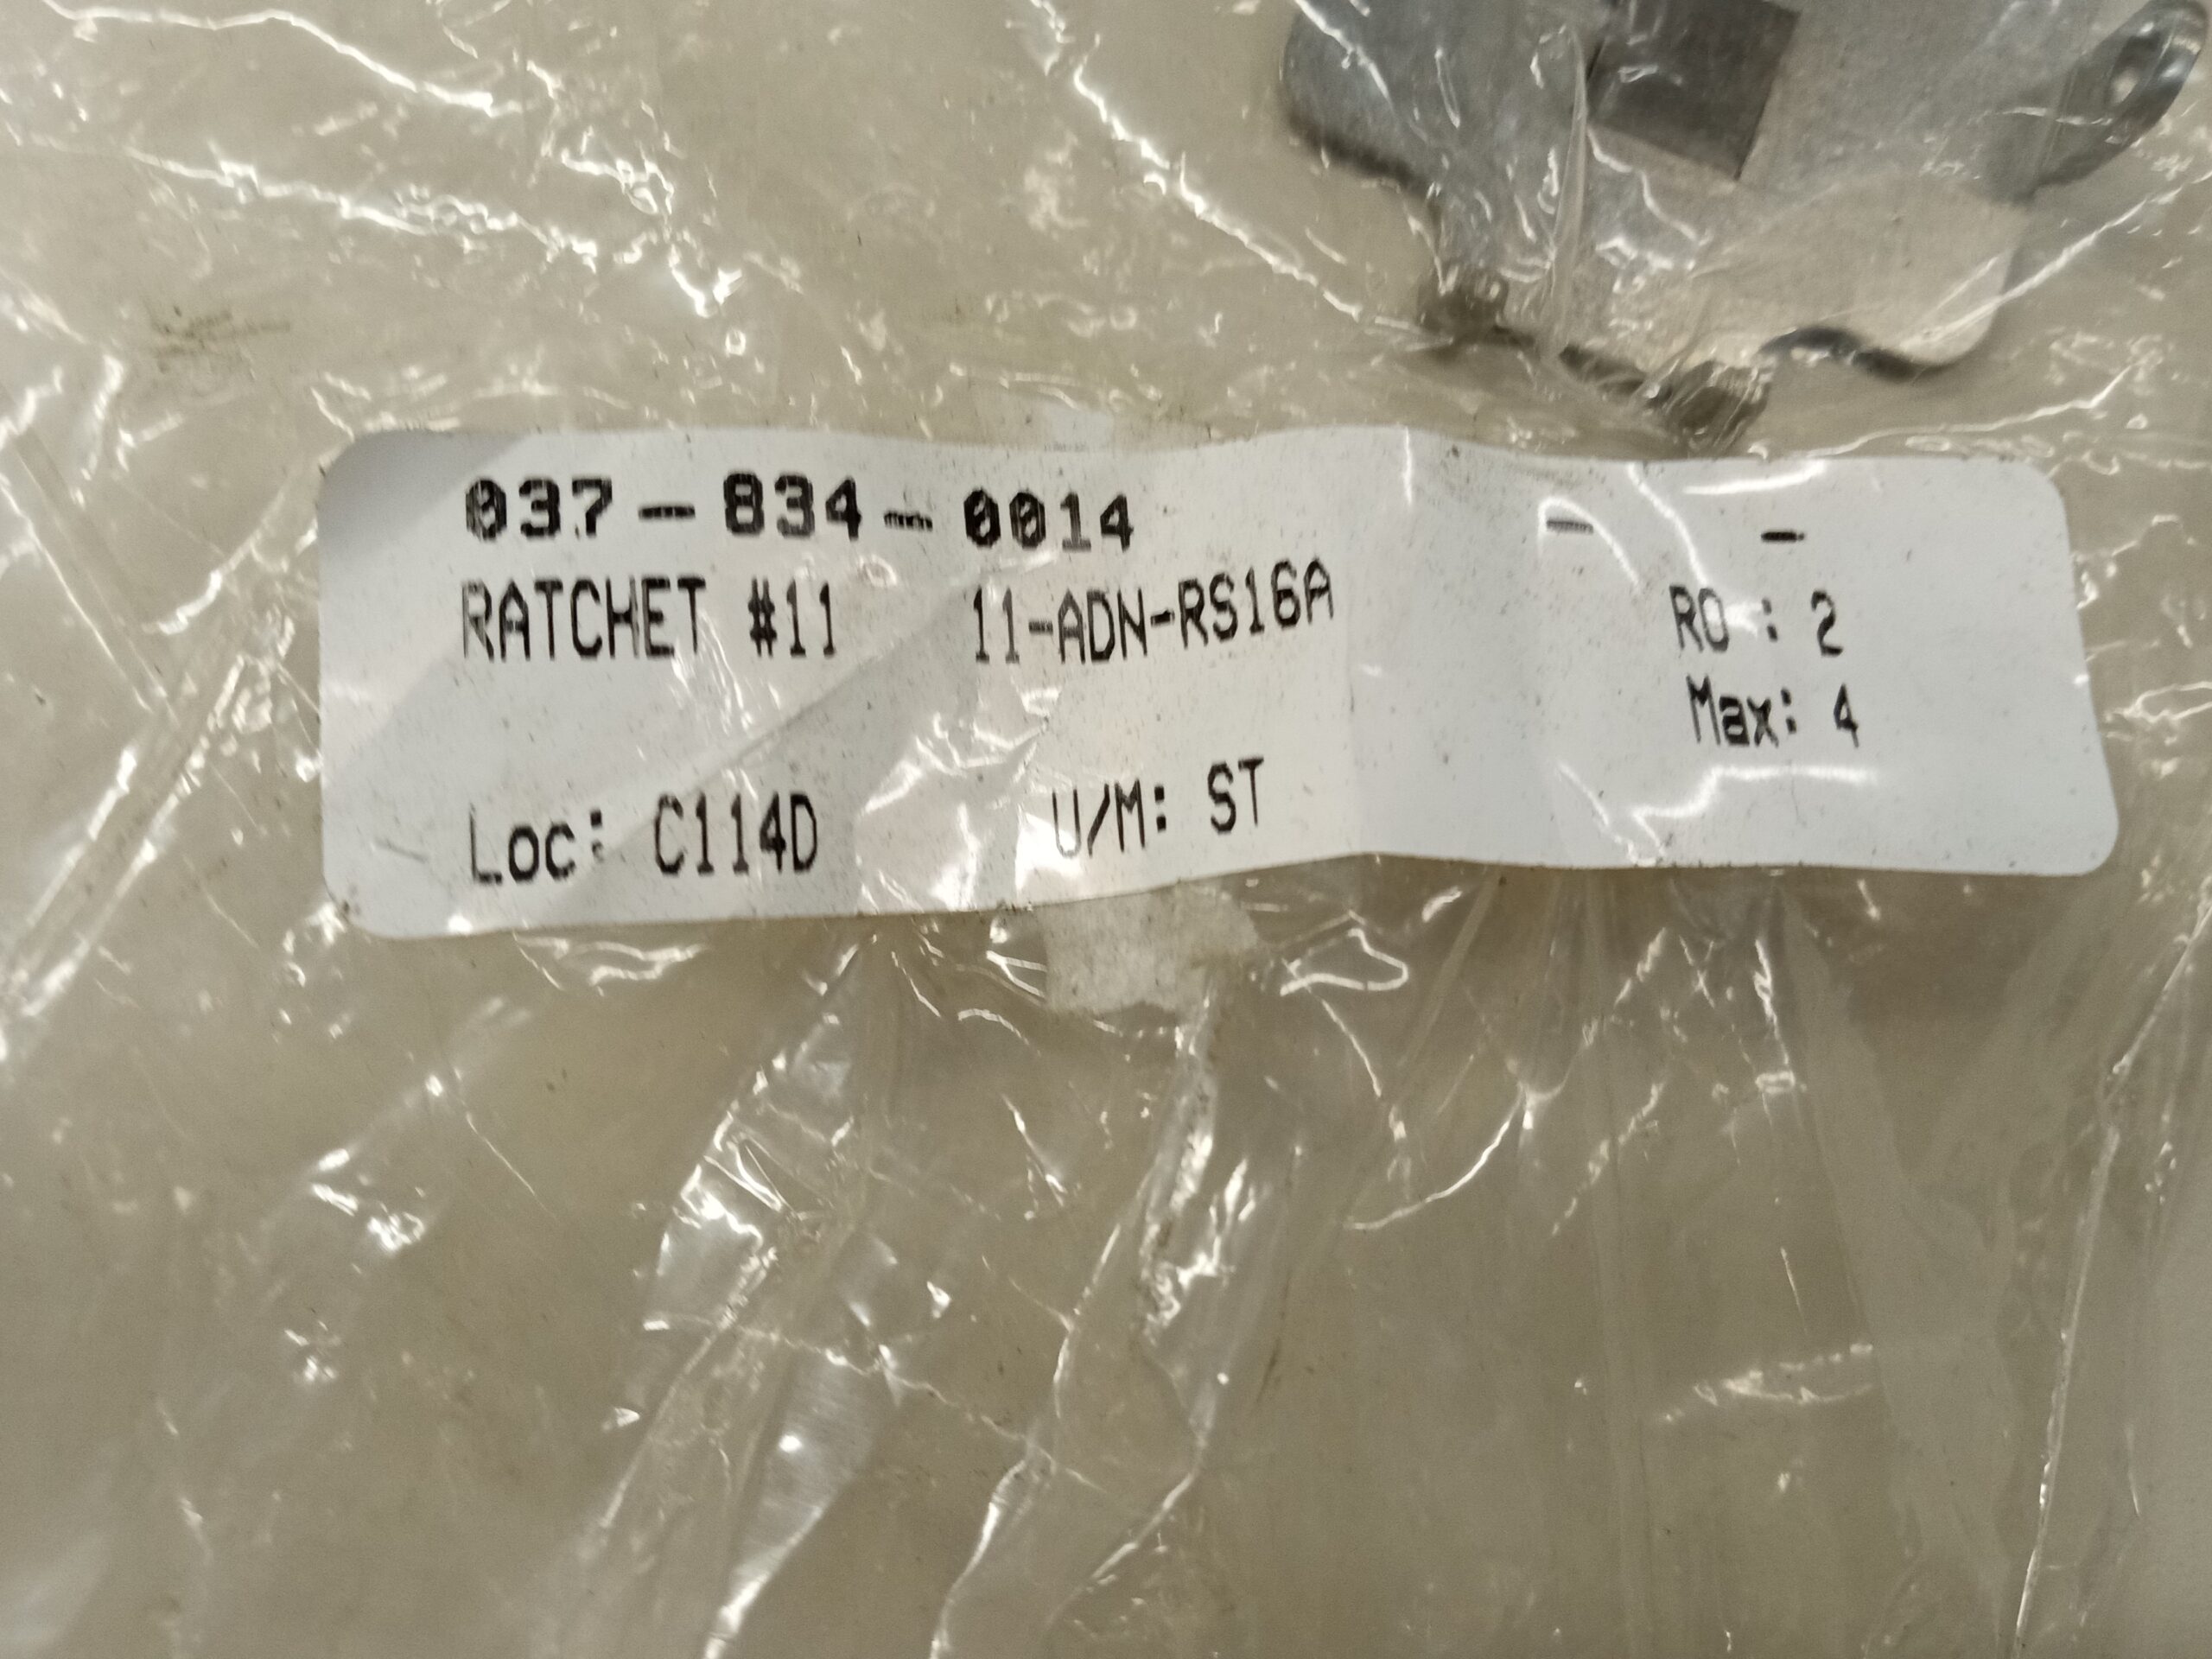 037-834-0014 - -
RATCHET #11 11-ADN-RS16A RO : 2
Max: 4
Loc: C114D U/M: ST